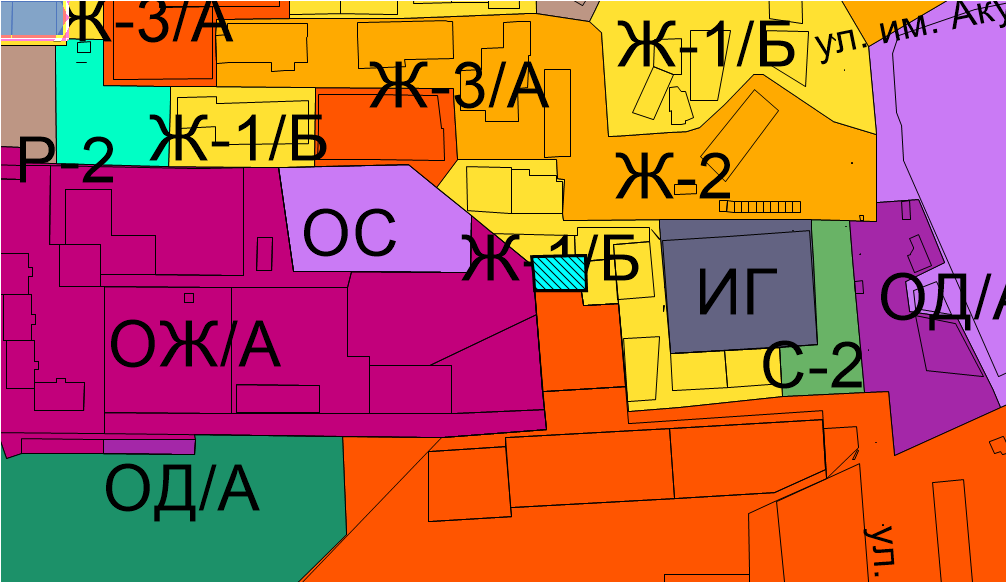 Ж-3/А
Ж-1/Б
ул. им. Аку
Ж-3/А
Ж-1/Б
Р-2
Ж-2
ОС
Ж-1/Б
ИГ
ОД/А
ОЖ/А
С-2
ОД/А
ул.